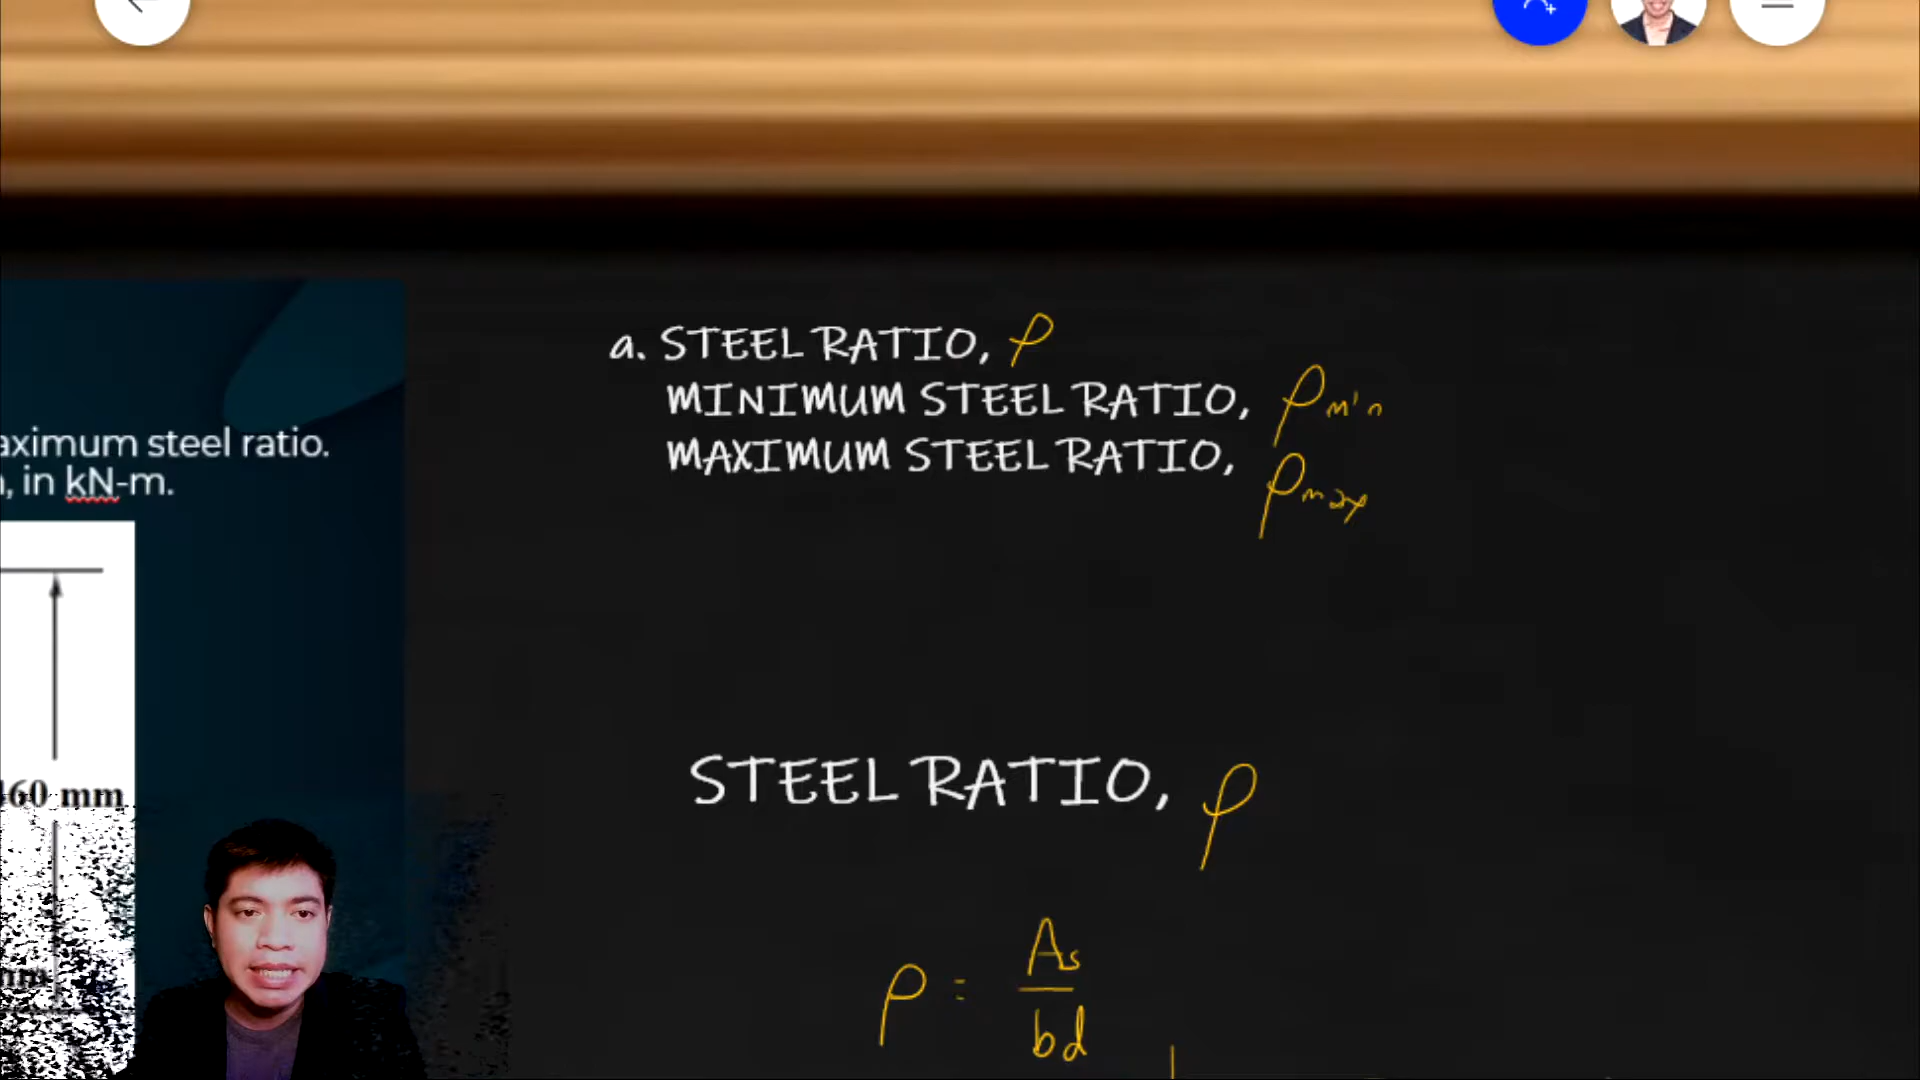 aximum steel ratio.
, in kN-m.
460 mm
a. STEEL RATIO, ρ
MINIMUM STEEL RATIO, ρmin
MAXIMUM STEEL RATIO, ρmax
STEEL RATIO, ρ
ρ = As
bd